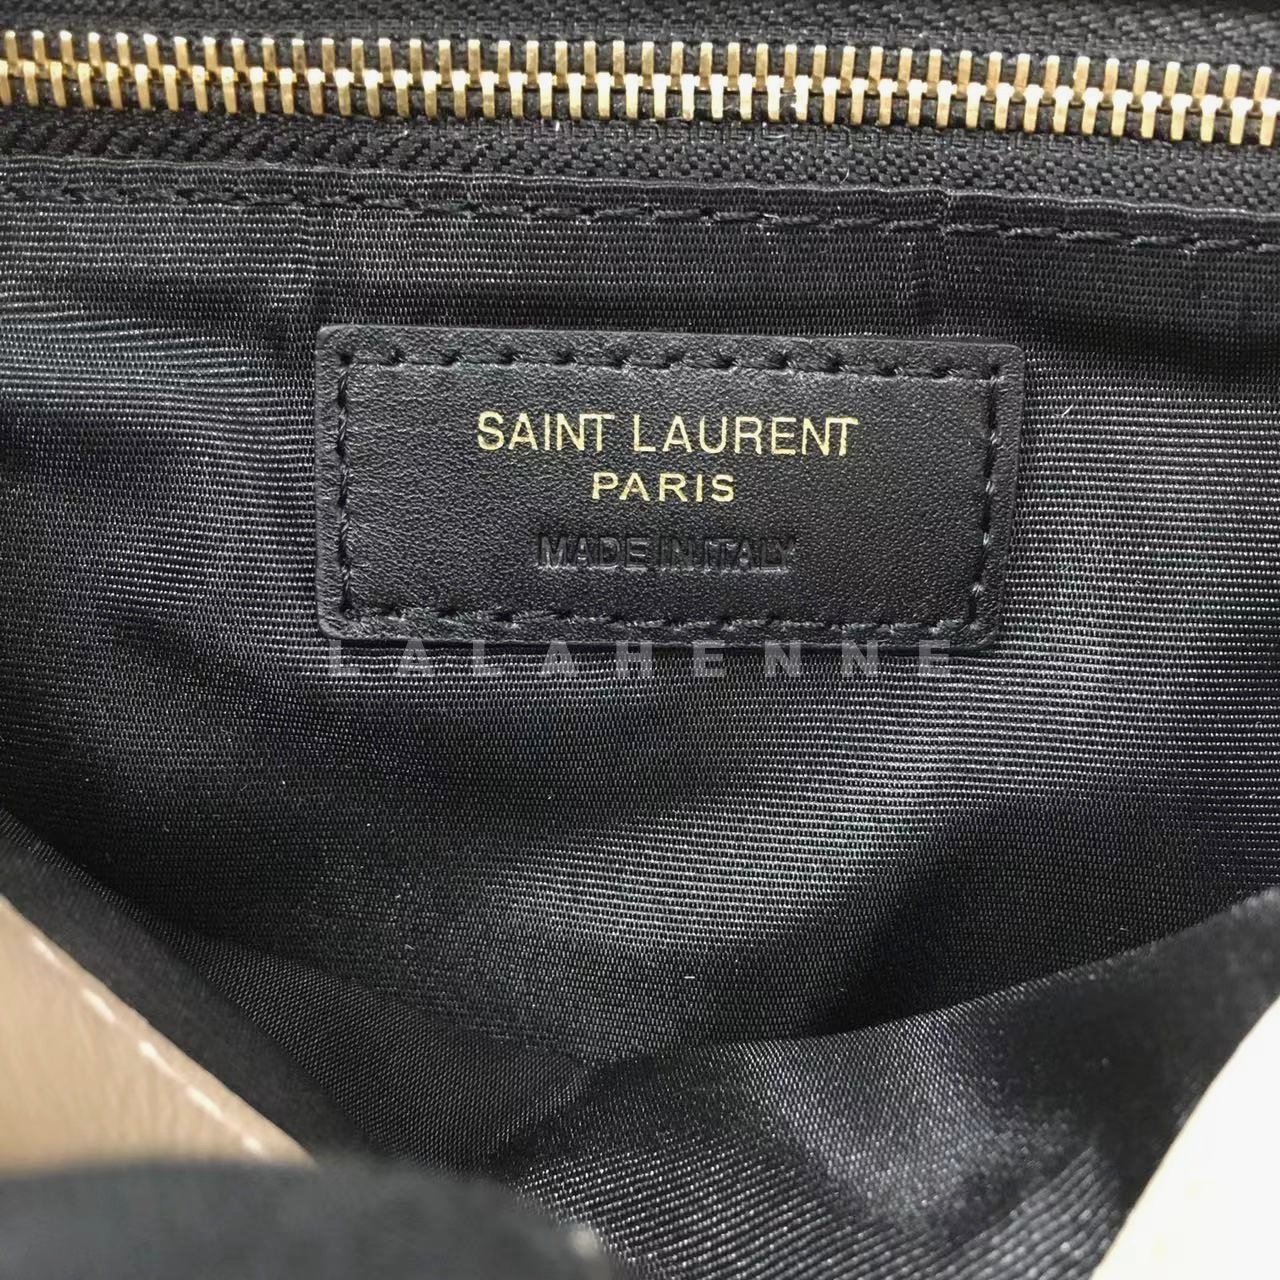 SAINT LAURENT
PARIS
MADE IN ITALY
LALAHENNE